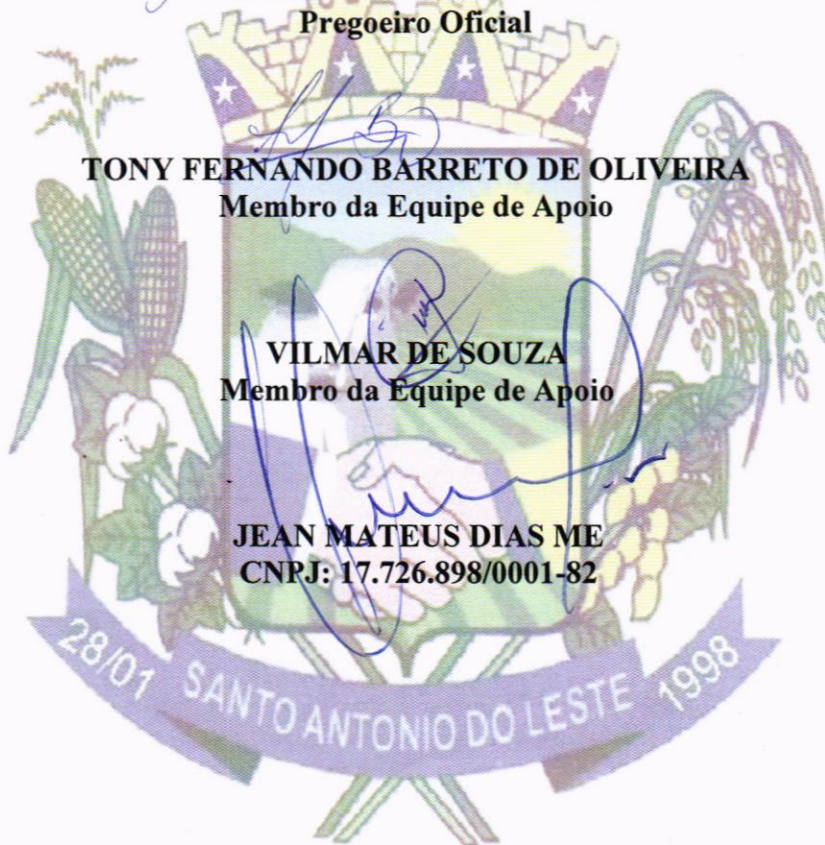 Pregoeiro Oficial
TONY FERNANDO BARRETO DE OLIVEIRA
Membro da Equipe de Apoio
VILMAR DE SOUZA
Membro da Equipe de Apoio
JEAN MATEUS DIAS ME
CNPJ: 17.726.898/0001-82
28/01 SANTO ANTONIO DO LESTE 1998